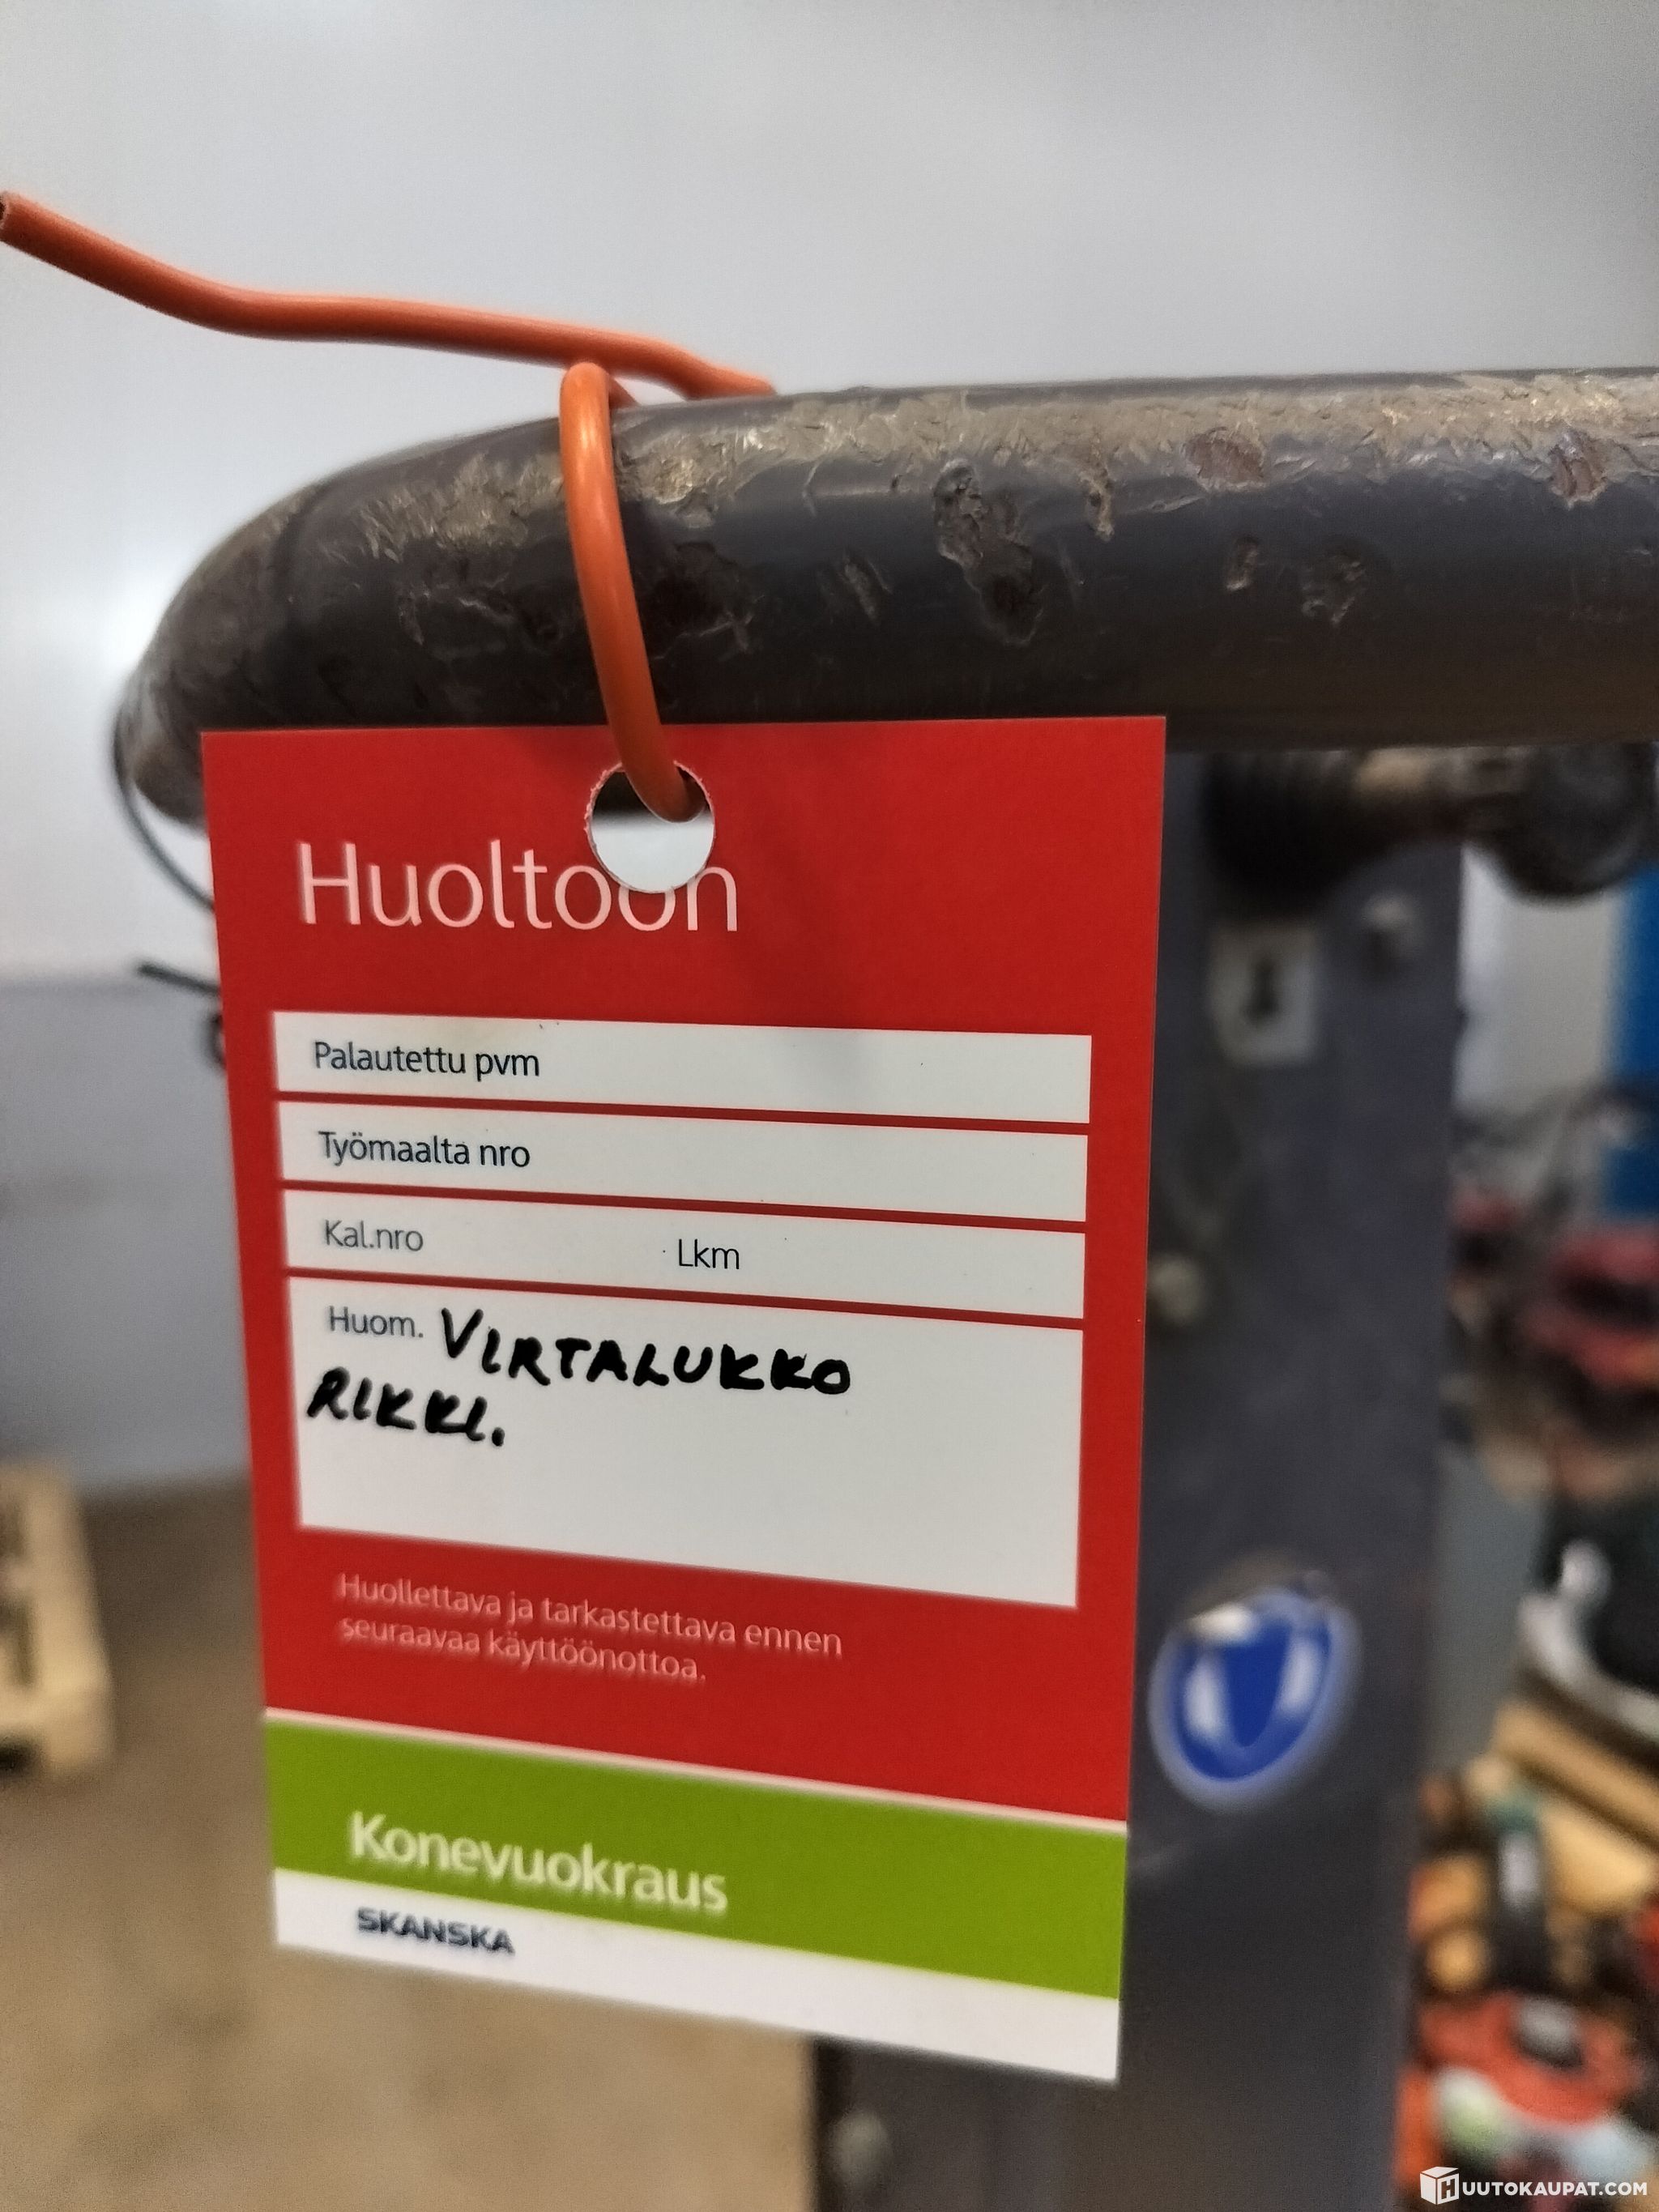 Huoltoon
Palautettu pvm
Työmaalta nro
Kal.nro Lkm
Huom. VIRTALUKKO
RIKKI.
Huollettava ja tarkastettava ennen
seuraavaa käyttöönottoa.
Konevuokraus
SKANSKA
HUUTOKAUPAT.COM